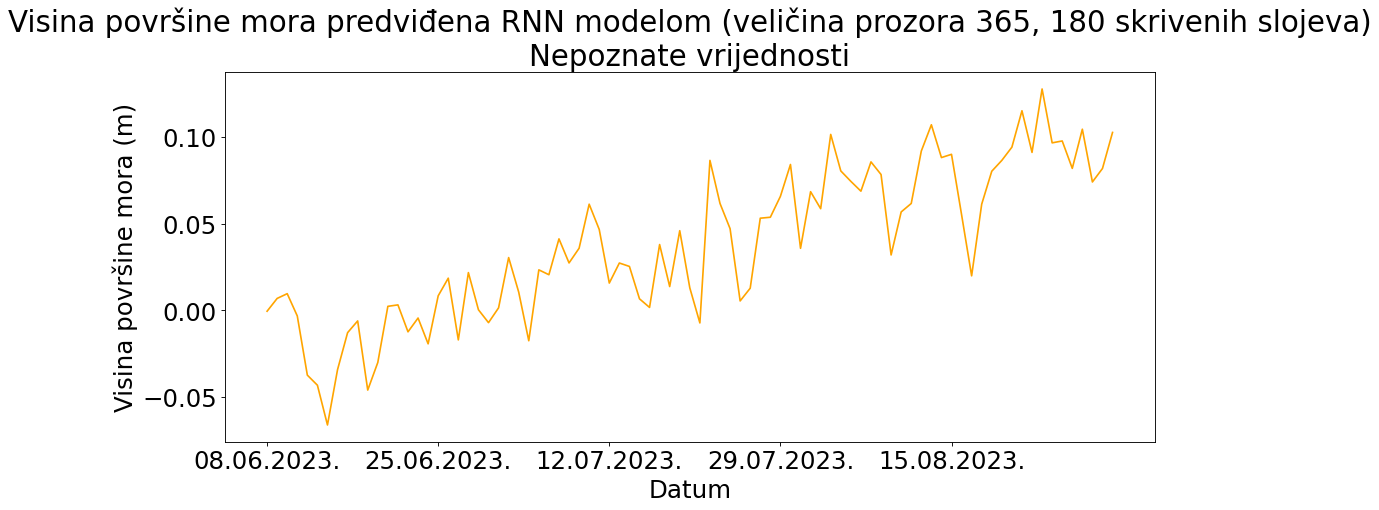 Visina površine mora predviđena RNN modelom (veličina prozora 365, 180 skrivenih slojeva)
Nepoznate vrijednosti
Visina površine mora (m)
0.10
0.05
0.00
−0.05
08.06.2023. 25.06.2023. 12.07.2023. 29.07.2023. 15.08.2023.
Datum